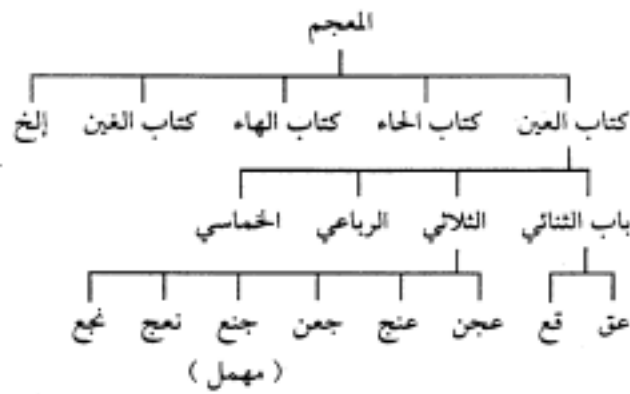 المعجم
كتاب العين كتاب الحاء كتاب الهاء كتاب الغين إلخ
باب الثنائي الثلاثي الرباعي الخماسي
عق قع عجن عنج جعن جنع نعج نجع
( مهمل )